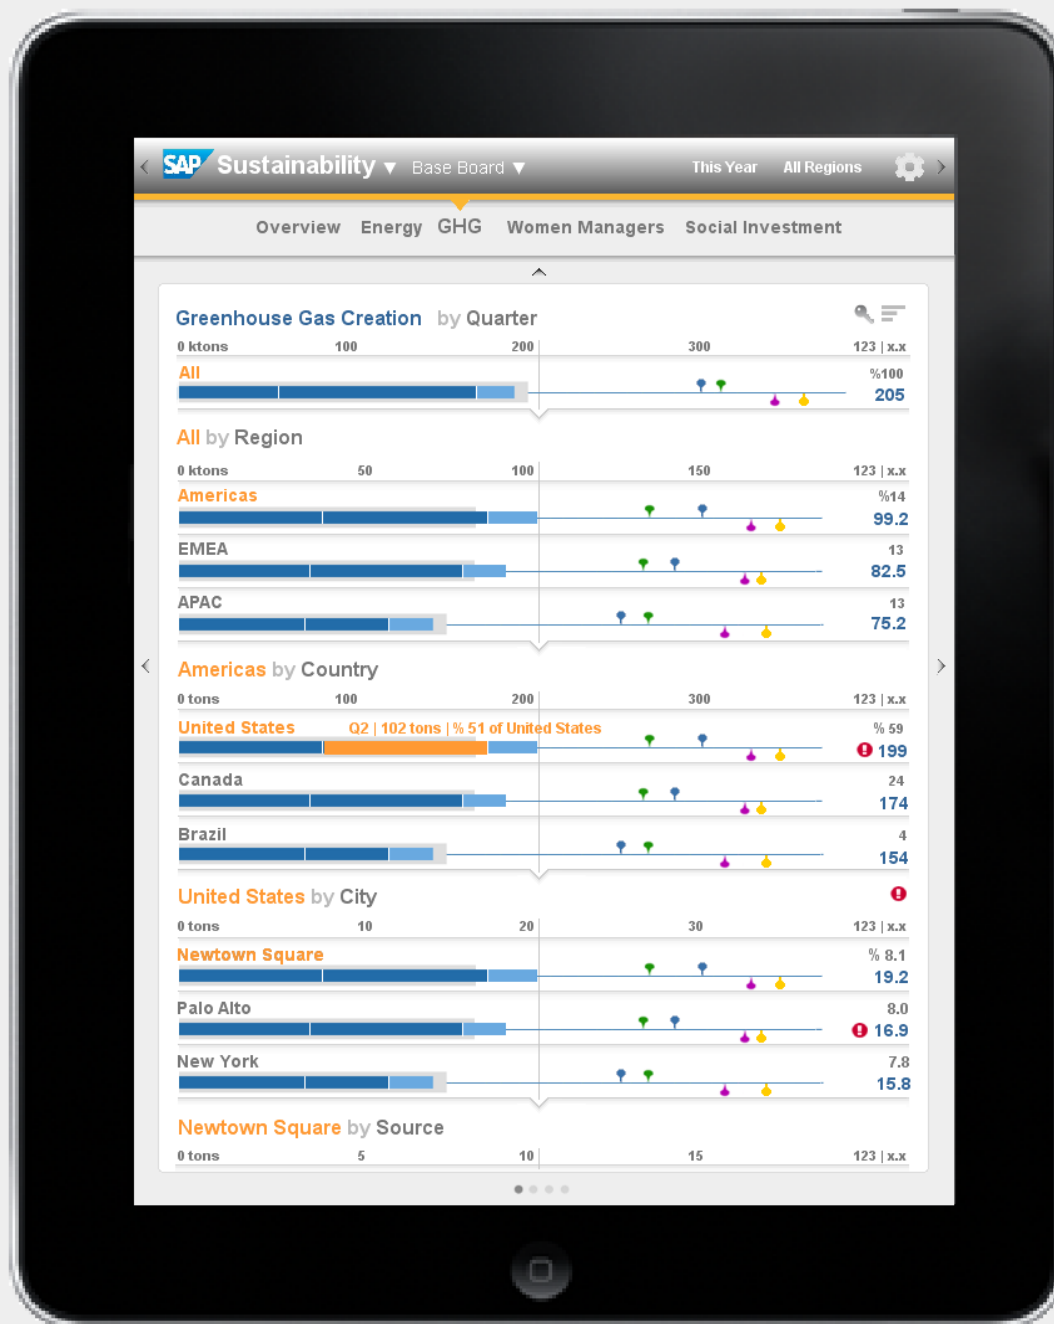 SAP Sustainability ▼ Base Board ▼ This Year All Regions
Overview Energy GHG Women Managers Social Investment
Greenhouse Gas Creation by Quarter
0 ktons 100 200 300 123 | x.x
All %100
205
All by Region
0 ktons 50 100 150 123 | x.x
Americas %14
99.2
EMEA 13
82.5
APAC 13
75.2
Americas by Country
0 tons 100 200 300 123 | x.x
United States Q2 | 102 tons | % 51 of United States % 59
199
Canada 24
174
Brazil 4
154
United States by City
0 tons 10 20 30 123 | x.x
Newtown Square % 8.1
19.2
Palo Alto 8.0
16.9
New York 7.8
15.8
Newtown Square by Source
0 tons 5 10 15 123 | x.x